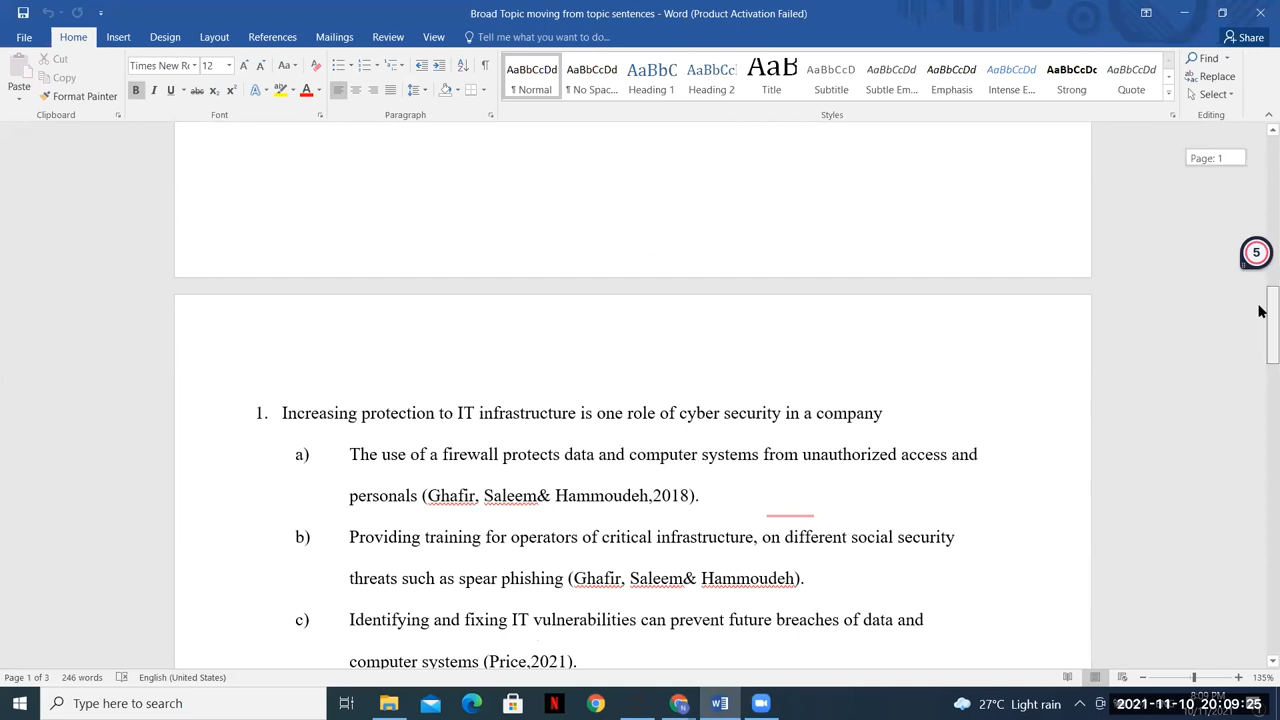 Broad Topic moving from topic sentences - Word (Product Activation Failed)
File Home Insert Design Layout References Mailings Review View Tell me what you want to do... Share
Cut
Copy
Format Painter
Paste
Clipboard
Times New Ro 12
Font
Paragraph
AaBbCcDd AaBbCcDd AaBbC AaBbCc AaB AaBbCcD AaBbCcDd AaBbCcDd AaBbCcDd AaBbCcDc AaBbCcDd
¶ Normal ¶ No Spac... Heading 1 Heading 2 Title Subtitle Subtle Em... Emphasis Intense E... Strong Quote
Styles
Find
Replace
Select
Editing
Page: 1
5
1. Increasing protection to IT infrastructure is one role of cyber security in a company
a) The use of a firewall protects data and computer systems from unauthorized access and
personals (Ghafir, Saleem& Hammoudeh,2018).
b) Providing training for operators of critical infrastructure, on different social security
threats such as spear phishing (Ghafir, Saleem& Hammoudeh).
c) Identifying and fixing IT vulnerabilities can prevent future breaches of data and
computer systems (Price,2021).
Page 1 of 3 246 words English (United States) 135%
Type here to search
27°C Light rain
8:09 PM
2021-11-10 20:09:25